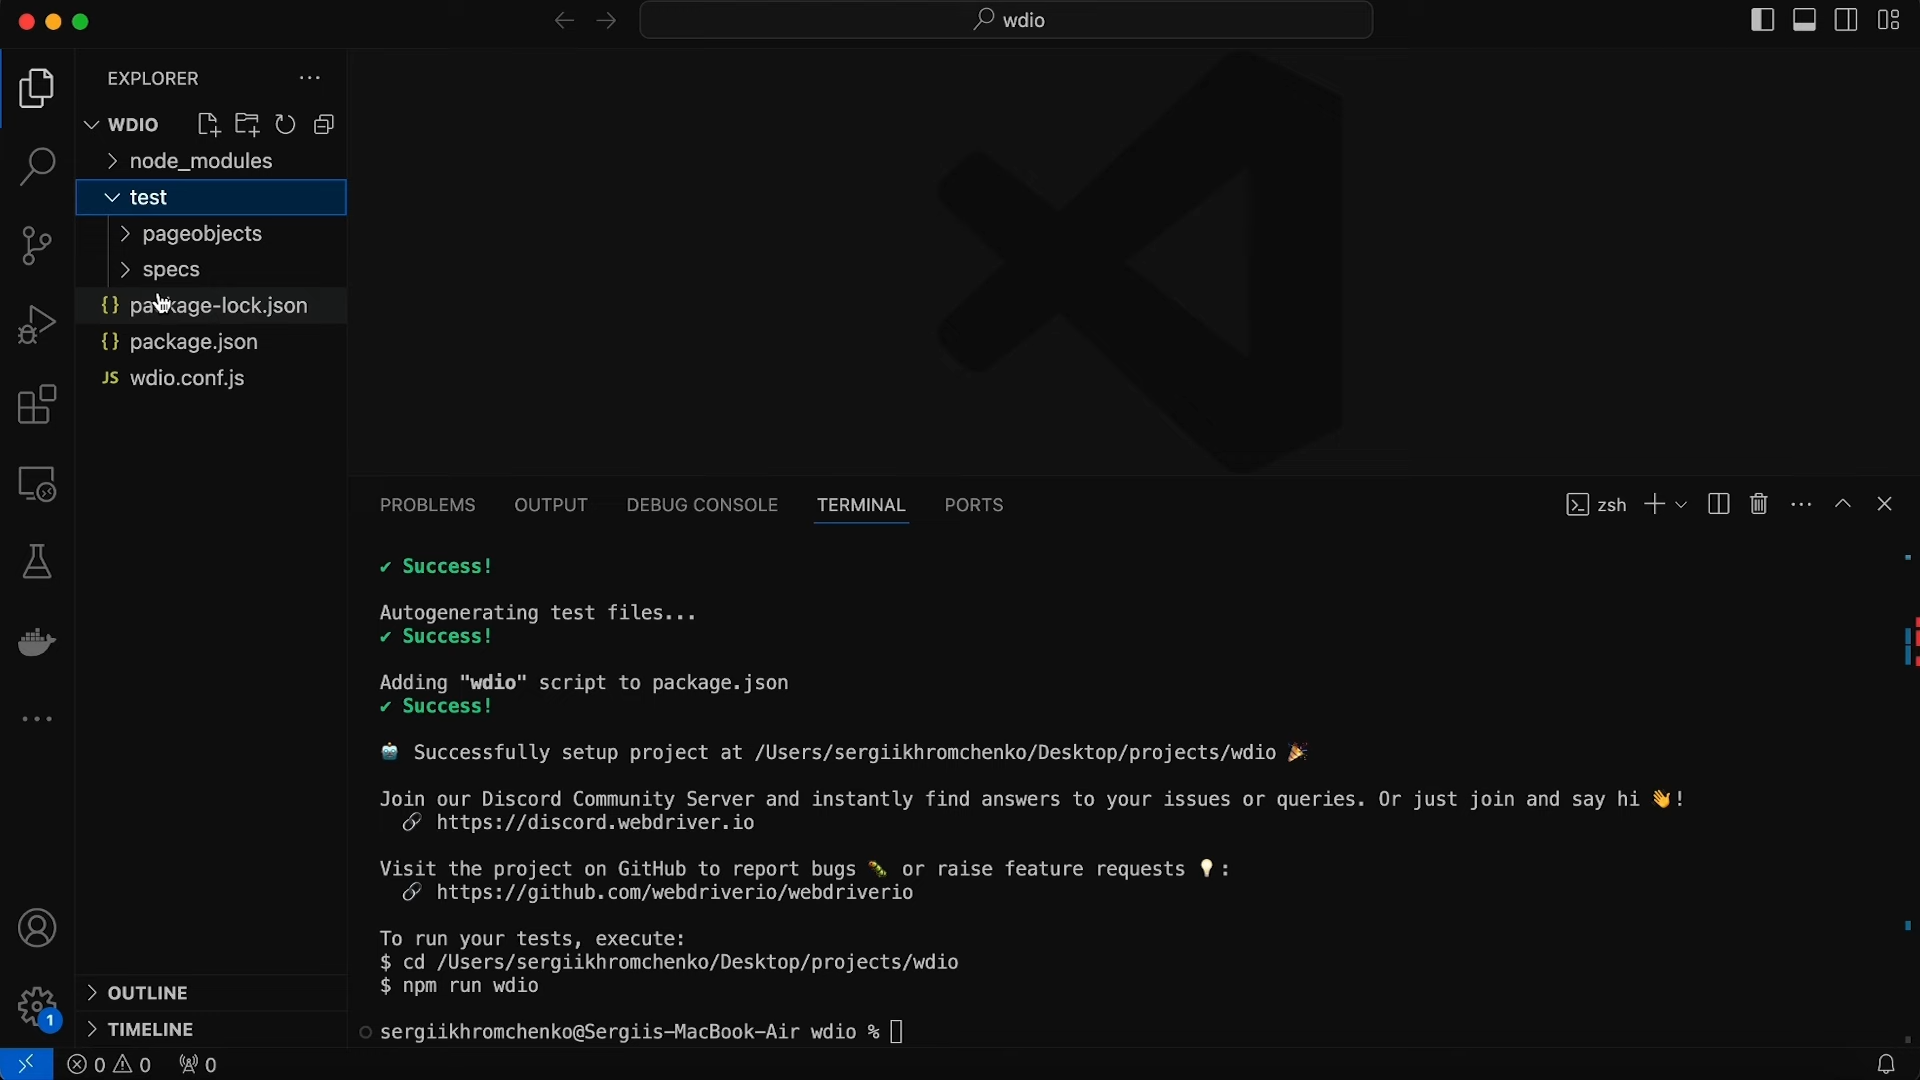 wdio
EXPLORER
WDIO
node_modules
test
pageobjects
specs
{} package-lock.json
{} package.json
JS wdio.conf.js
PROBLEMS OUTPUT DEBUG CONSOLE TERMINAL PORTS
zsh
✔ Success!
Autogenerating test files...
✔ Success!
Adding "wdio" script to package.json
✔ Success!
🤖 Successfully setup project at /Users/sergiikhromchenko/Desktop/projects/wdio 🎉
Join our Discord Community Server and instantly find answers to your issues or queries. Or just join and say hi 👋!
🔗 https://discord.webdriver.io
Visit the project on GitHub to report bugs 🐛 or raise feature requests 💡:
🔗 https://github.com/webdriverio/webdriverio
To run your tests, execute:
$ cd /Users/sergiikhromchenko/Desktop/projects/wdio
$ npm run wdio
sergiikhromchenko@Sergiis-MacBook-Air wdio %
OUTLINE
TIMELINE
1
0 0 0